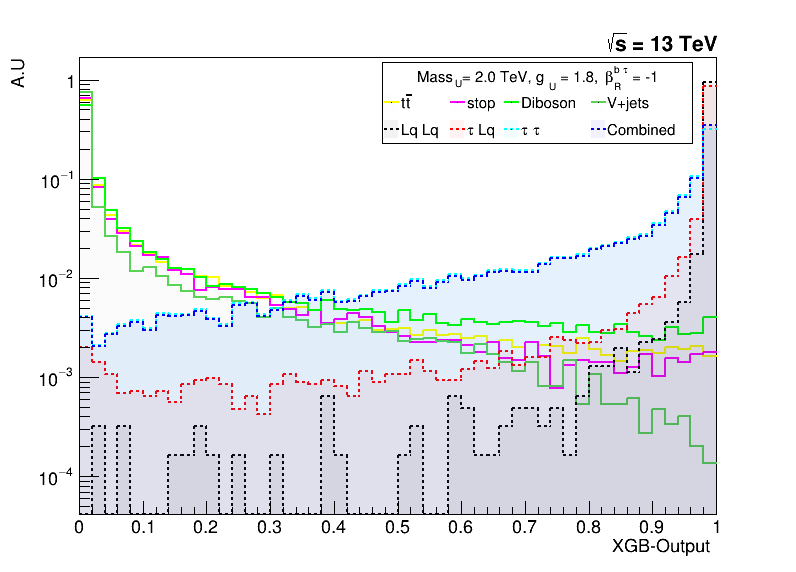 √s = 13 TeV
A.U
Mass_U = 2.0 TeV, g_U = 1.8, β_R^{b τ} = -1
tt̅ stop Diboson V+jets
Lq Lq τ Lq τ τ Combined
1
10⁻¹
10⁻²
10⁻³
10⁻⁴
0 0.1 0.2 0.3 0.4 0.5 0.6 0.7 0.8 0.9 1
XGB-Output